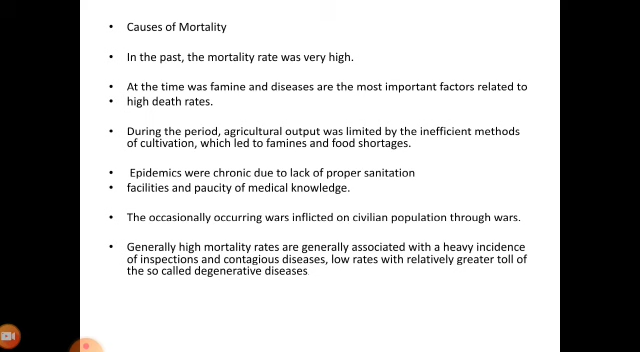 • Causes of Mortality
• In the past, the mortality rate was very high.
• At the time was famine and diseases are the most important factors related to
• high death rates.
• During the period, agricultural output was limited by the inefficient methods
of cultivation, which led to famines and food shortages.
• Epidemics were chronic due to lack of proper sanitation
• facilities and paucity of medical knowledge.
• The occasionally occurring wars inflicted on civilian population through wars.
• Generally high mortality rates are generally associated with a heavy incidence
of inspections and contagious diseases, low rates with relatively greater toll of
the so called degenerative diseases